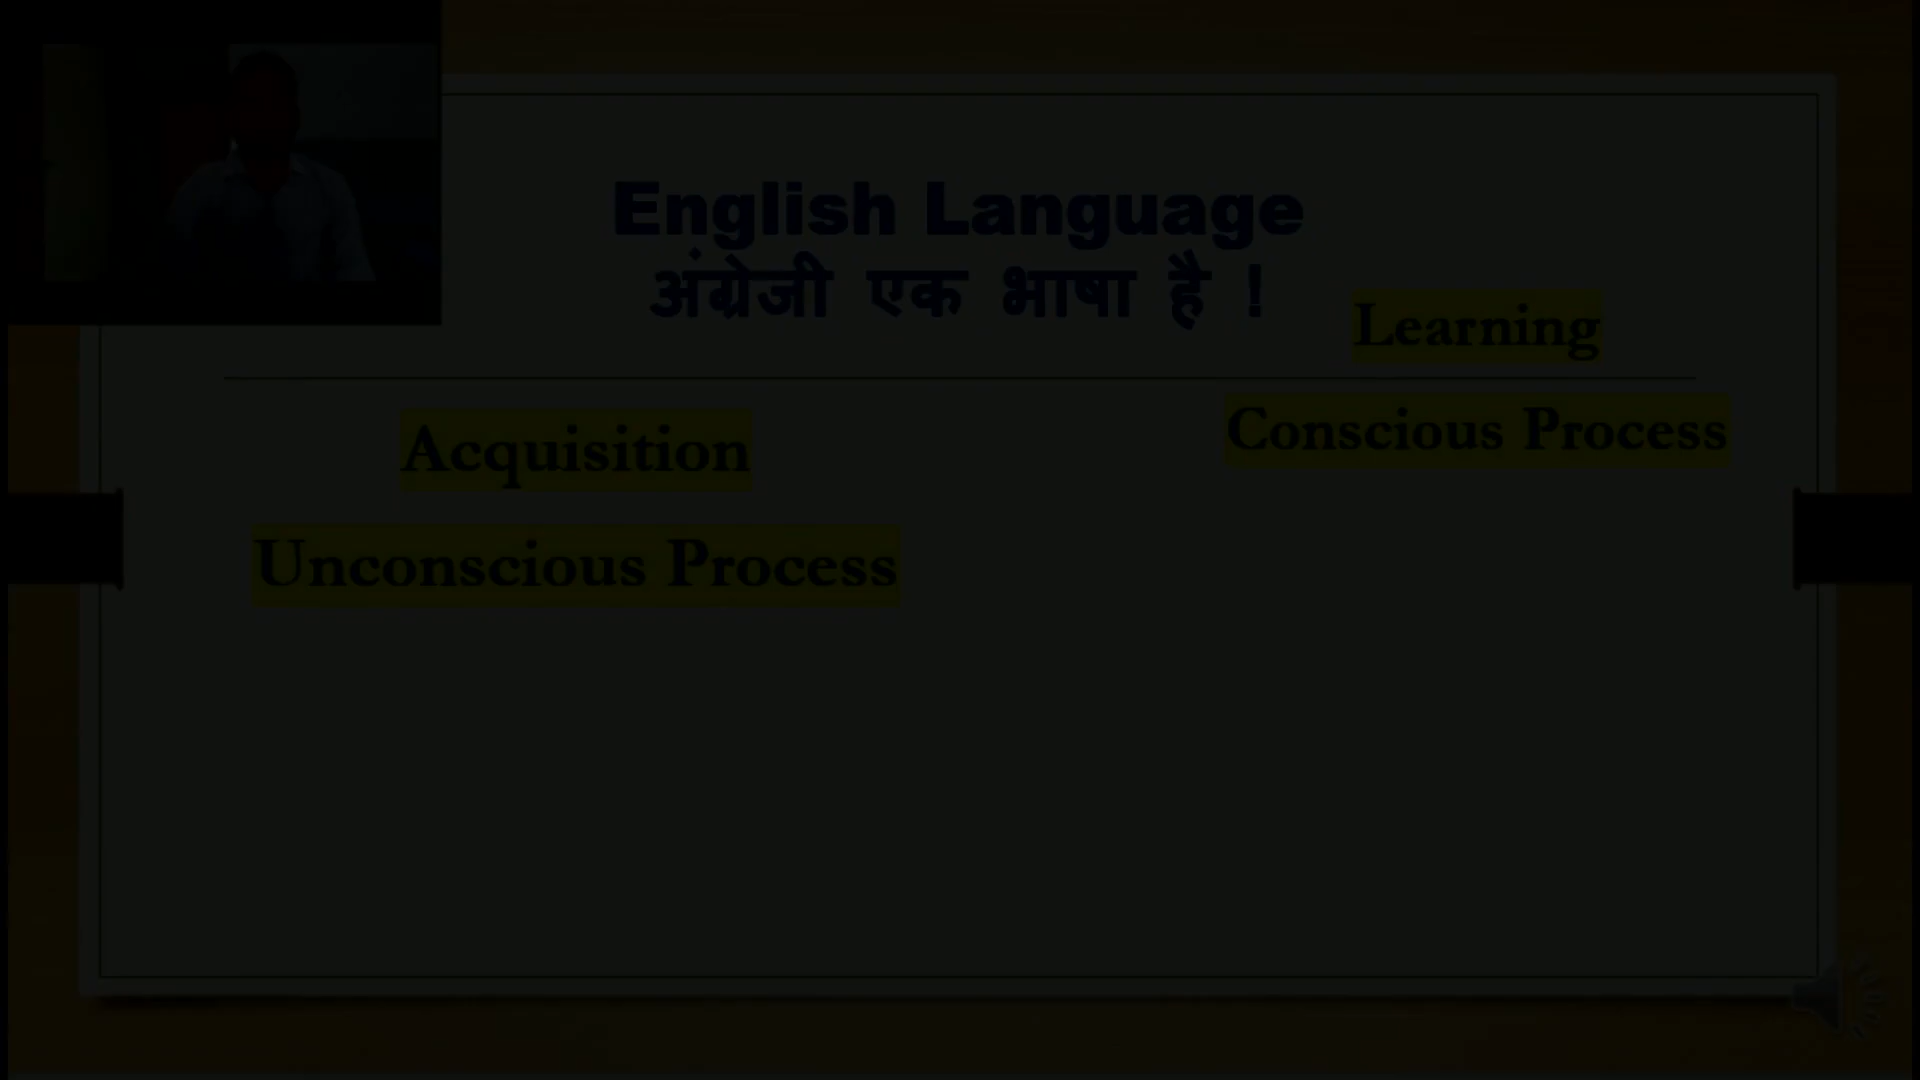 English Language
अंग्रेजी एक भाषा है !
Learning
Conscious Process
Acquisition
Unconscious Process